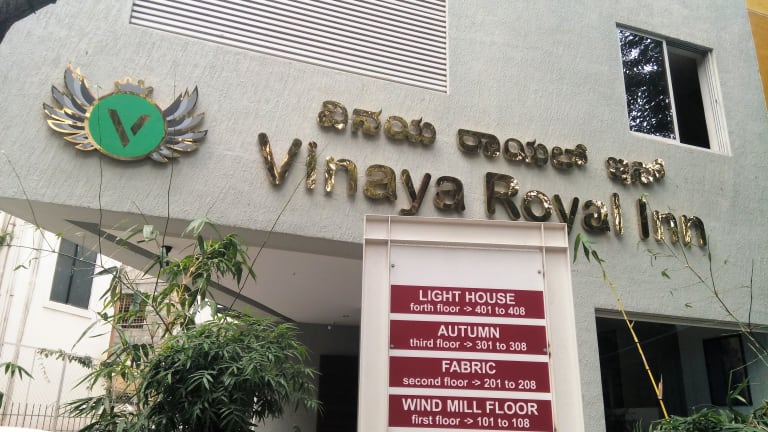 V
ವಿನಯ ರಾಯಲ್ ಇನ್
Vinaya Royal Inn
LIGHT HOUSE
forth floor -> 401 to 408
AUTUMN
third floor -> 301 to 308
FABRIC
second floor -> 201 to 208
WIND MILL FLOOR
first floor -> 101 to 108